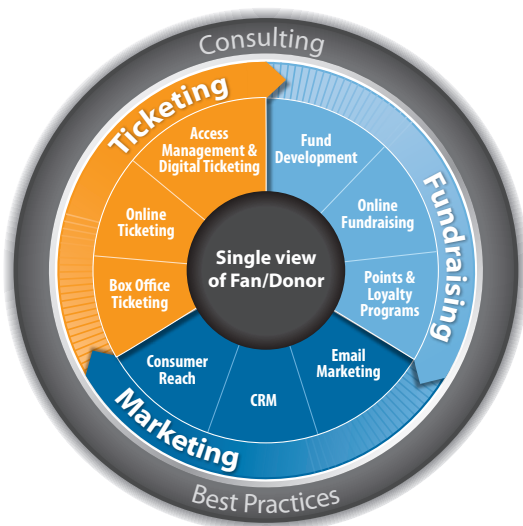 Consulting
Ticketing
Access
Management &
Digital Ticketing
Online
Ticketing
Box Office
Ticketing
Fundraising
Fund
Development
Online
Fundraising
Points &
Loyalty
Programs
Single view
of Fan/Donor
Marketing
Consumer
Reach
CRM
Email
Marketing
Best Practices